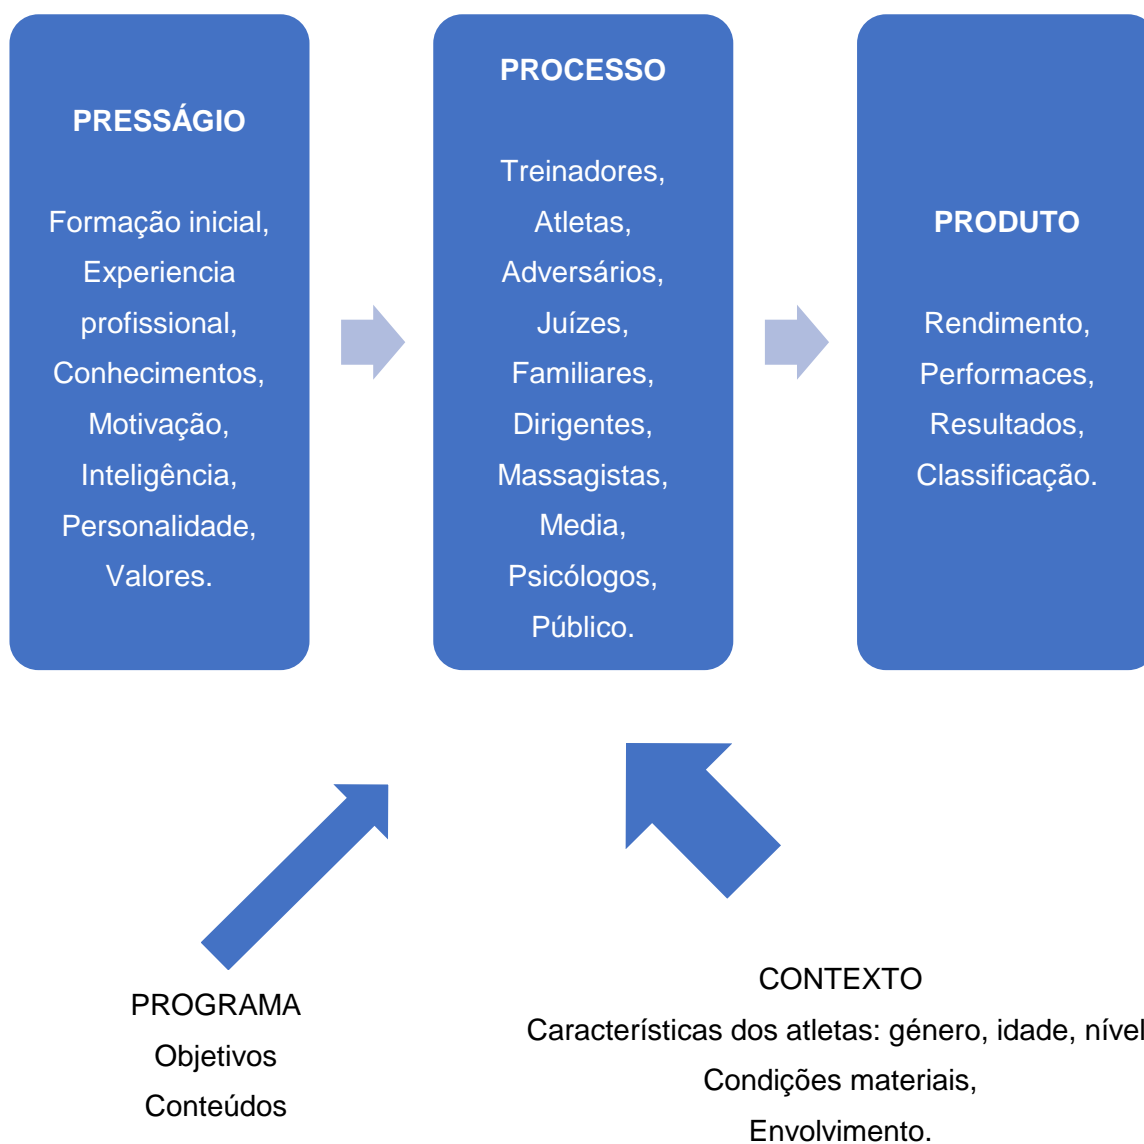 PRESSÁGIO
Formação inicial,
Experiencia
profissional,
Conhecimentos,
Motivação,
Inteligência,
Personalidade,
Valores.
PROCESSO
Treinadores,
Atletas,
Adversários,
Juízes,
Familiares,
Dirigentes,
Massagistas,
Media,
Psicólogos,
Público.
PRODUTO
Rendimento,
Performaces,
Resultados,
Classificação.
PROGRAMA
Objetivos
Conteúdos
CONTEXTO
Características dos atletas: género, idade, nível
Condições materiais,
Envolvimento.